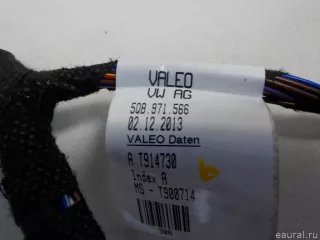 VALEO
VW AG
5Q8.971.566
02.12.2013
VALEO Daten
A T914730
Index A
MS - T900714
eaural.ru